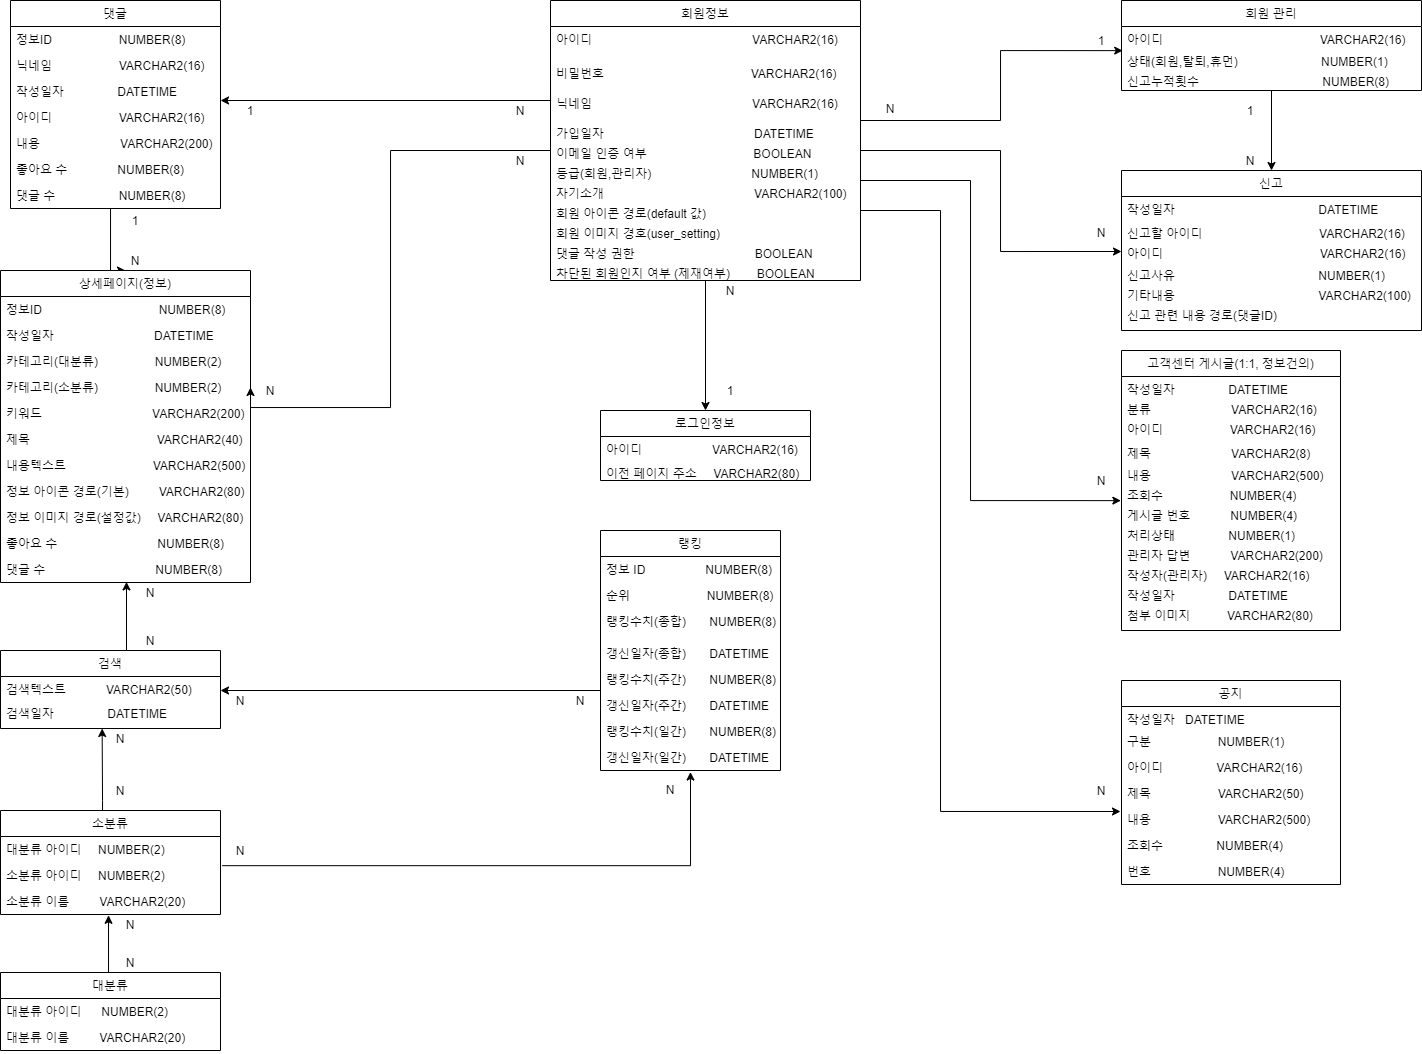 댓글
정보ID NUMBER(8)
닉네임 VARCHAR2(16)
작성일자 DATETIME
아이디 VARCHAR2(16)
내용 VARCHAR2(200)
좋아요 수 NUMBER(8)
댓글 수 NUMBER(8)
1
N
1
N
N
N
상세페이지(정보)
정보ID NUMBER(8)
작성일자 DATETIME
카테고리(대분류) NUMBER(2)
카테고리(소분류) NUMBER(2)
키워드 VARCHAR2(200)
제목 VARCHAR2(40)
내용텍스트 VARCHAR2(500)
정보 아이콘 경로(기본) VARCHAR2(80)
정보 이미지 경로(설정값) VARCHAR2(80)
좋아요 수 NUMBER(8)
댓글 수 NUMBER(8)
N
N
검색
검색텍스트 VARCHAR2(50)
검색일자 DATETIME
N
N
N
N
소분류
대분류 아이디 NUMBER(2)
소분류 아이디 NUMBER(2)
소분류 이름 VARCHAR2(20)
N
N
N
N
대분류
대분류 아이디 NUMBER(2)
대분류 이름 VARCHAR2(20)
회원정보
아이디 VARCHAR2(16)
비밀번호 VARCHAR2(16)
닉네임 VARCHAR2(16)
가입일자 DATETIME
이메일 인증 여부 BOOLEAN
등급(회원,관리자) NUMBER(1)
자기소개 VARCHAR2(100)
회원 아이콘 경로(default 값)
회원 이미지 경호(user_setting)
댓글 작성 권한 BOOLEAN
차단된 회원인지 여부 (제재여부) BOOLEAN
N
1
로그인정보
아이디 VARCHAR2(16)
이전 페이지 주소 VARCHAR2(80)
랭킹
정보 ID NUMBER(8)
순위 NUMBER(8)
랭킹수치(종합) NUMBER(8)
갱신일자(종합) DATETIME
랭킹수치(주간) NUMBER(8)
갱신일자(주간) DATETIME
랭킹수치(일간) NUMBER(8)
갱신일자(일간) DATETIME
N
1
회원 관리
아이디 VARCHAR2(16)
상태(회원,탈퇴,휴먼) NUMBER(1)
신고누적횟수 NUMBER(8)
1
N
N
신고
작성일자 DATETIME
신고할 아이디 VARCHAR2(16)
아이디 VARCHAR2(16)
신고사유 NUMBER(1)
기타내용 VARCHAR2(100)
신고 관련 내용 경로(댓글ID)
N
고객센터 게시글(1:1, 정보건의)
작성일자 DATETIME
분류 VARCHAR2(16)
아이디 VARCHAR2(16)
제목 VARCHAR2(8)
내용 VARCHAR2(500)
조회수 NUMBER(4)
게시글 번호 NUMBER(4)
처리상태 NUMBER(1)
관리자 답변 VARCHAR2(200)
작성자(관리자) VARCHAR2(16)
작성일자 DATETIME
첨부 이미지 VARCHAR2(80)
N
공지
작성일자 DATETIME
구분 NUMBER(1)
아이디 VARCHAR2(16)
제목 VARCHAR2(50)
내용 VARCHAR2(500)
조회수 NUMBER(4)
번호 NUMBER(4)